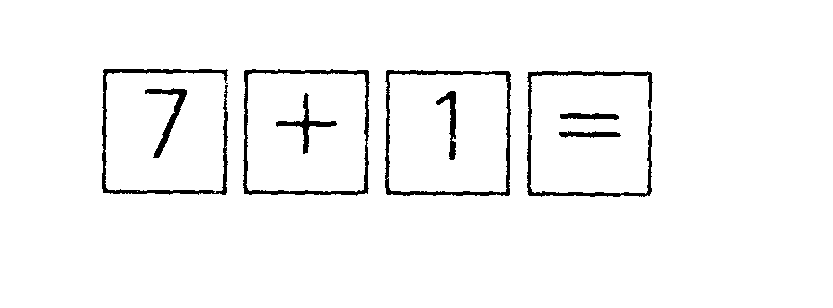 7 + 1 =